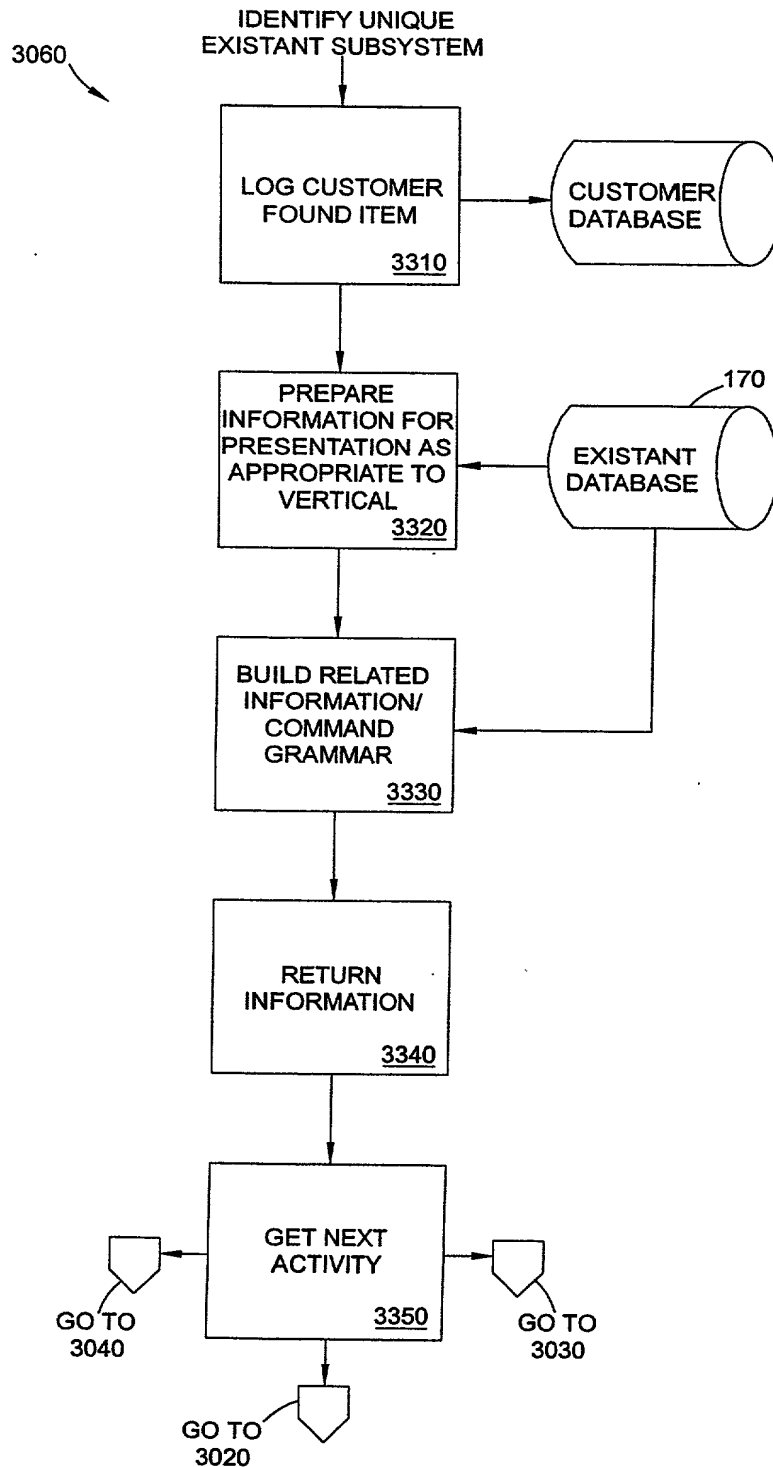 IDENTIFY UNIQUE
EXISTANT SUBSYSTEM
3060
LOG CUSTOMER
FOUND ITEM
3310
CUSTOMER
DATABASE
PREPARE
INFORMATION FOR
PRESENTATION AS
APPROPRIATE TO
VERTICAL
3320
170
EXISTANT
DATABASE
BUILD RELATED
INFORMATION/
COMMAND
GRAMMAR
3330
RETURN
INFORMATION
3340
GET NEXT
ACTIVITY
3350
GO TO
3040
GO TO
3030
GO TO
3020